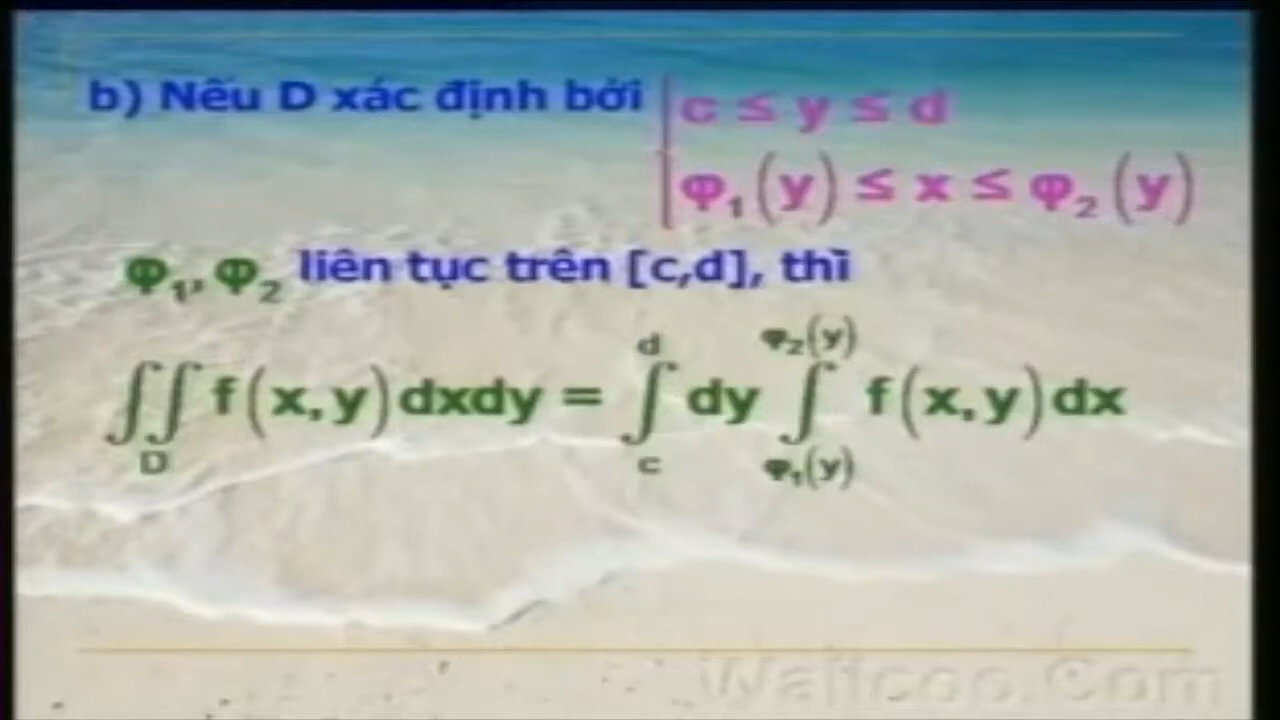 b) Nếu D xác định bởi { c ≤ y ≤ d
φ₁(y) ≤ x ≤ φ₂(y)
φ₁, φ₂ liên tục trên [c,d], thì
∬_D f(x,y)dxdy = ∫_c^d dy ∫_{φ₁(y)}^{φ₂(y)} f(x,y)dx
Wallcoo.Com